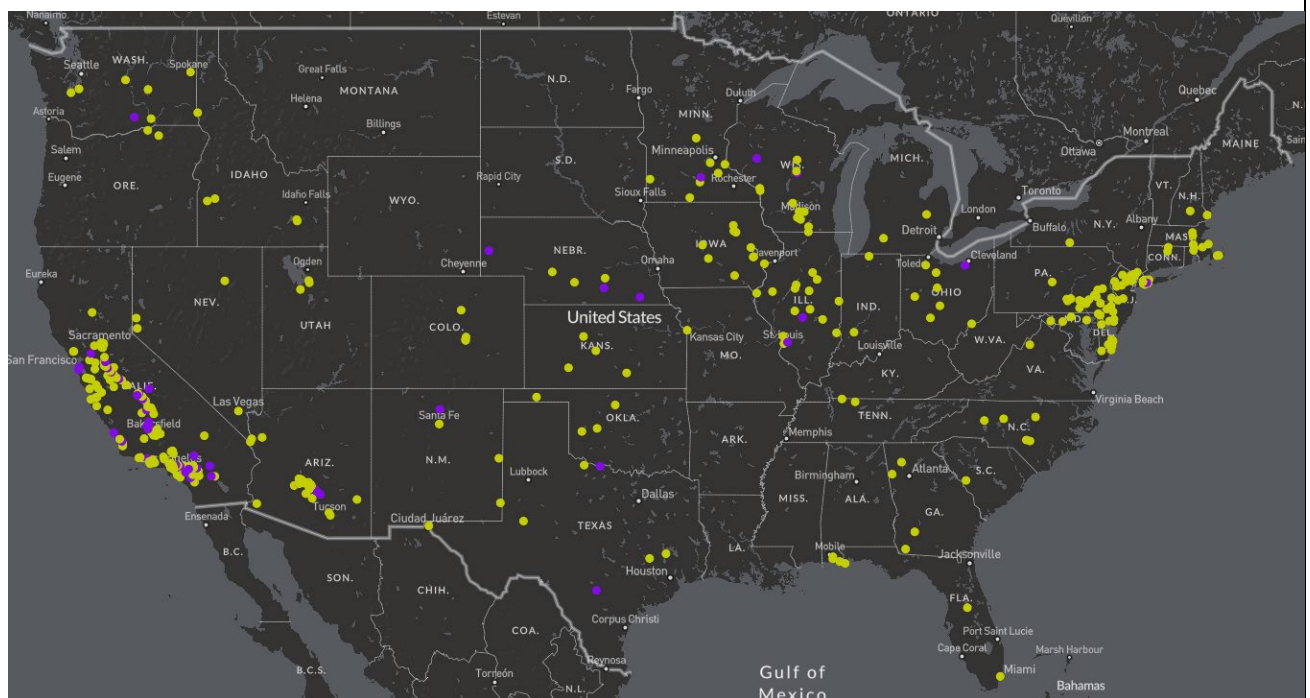 Nanaimo
Estevan
ONTARIO
Quévillon
WASH.
Seattle
Spokane
Great Falls
N.D.
MONTANA
Helena
Fargo
Duluth
Quebec
Astoria
Billings
MINN.
Montreal
Ottawa
MAINE
Salem
Minneapolis
MICH.
S.D.
Eugene
ORE.
IDAHO
Idaho Falls
Rapid City
Sioux Falls
Rochester
Toronto
VT.
N.H.
WYO.
Madison
London
Buffalo
Albany
N.Y.
Detroit
MASS.
IOWA
NEBR.
Davenport
Toledo
Cleveland
CONN.
Eureka
Ogden
Cheyenne
Omaha
PA.
NEV.
ILL.
IND.
OHIO
UTAH
COLO.
United States
Sacramento
St. Louis
DEL.
San Francisco
KANS.
Kansas City
MO.
Louisville
W.VA.
KY.
VA.
CALIF.
Las Vegas
Virginia Beach
Santa Fe
OKLA.
TENN.
N.C.
Bakersfield
Memphis
ARIZ.
N.M.
ARK.
Lubbock
Birmingham
Atlanta
S.C.
Tucson
Dallas
MISS.
ALA.
GA.
Ensenada
Ciudad Juárez
TEXAS
LA.
Mobile
Jacksonville
B.C.
SON.
CHIH.
Houston
FLA.
COA.
Corpus Christi
Port Saint Lucie
Cape Coral
Marsh Harbour
B.C.S.
Torreón
Reynosa
N.L.
Gulf of
Mexico
Miami
Bahamas